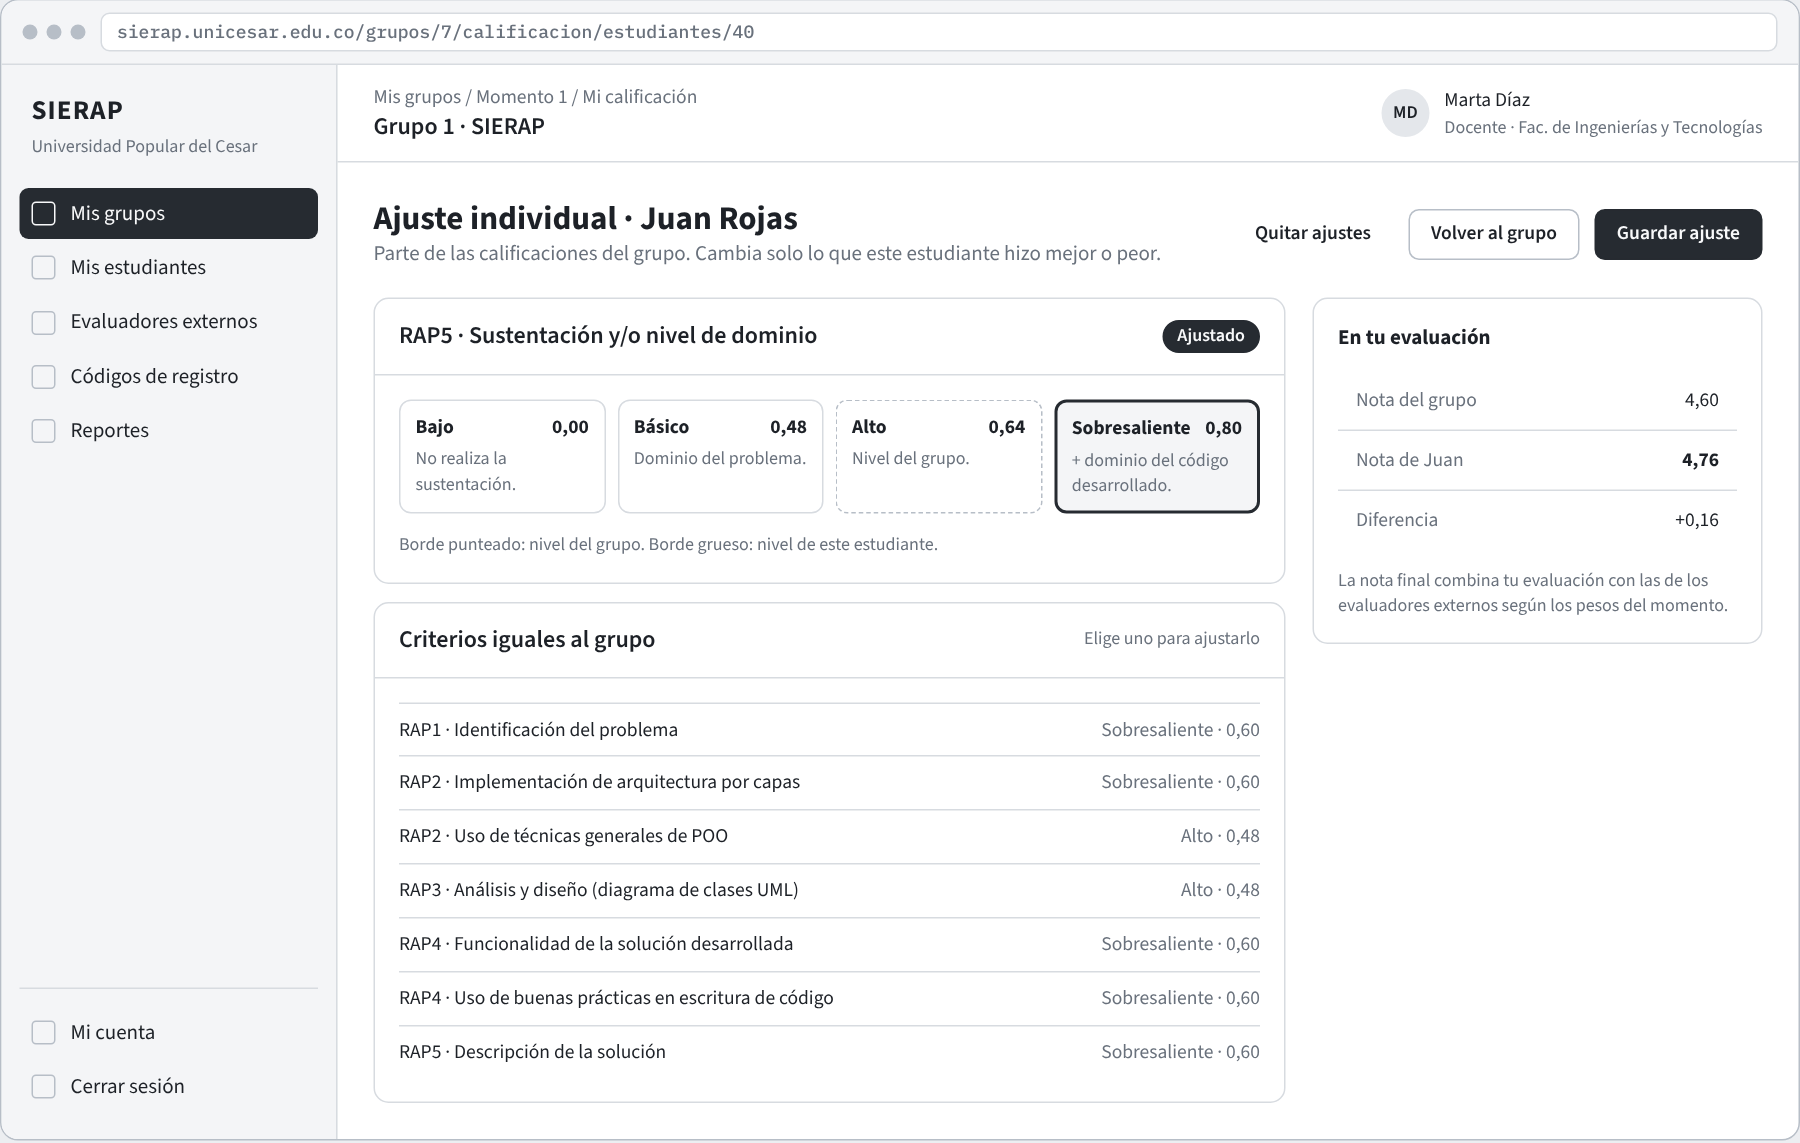 sierap.unicesar.edu.co/grupos/7/calificacion/estudiantes/40
SIERAP
Universidad Popular del Cesar
Mis grupos
Mis estudiantes
Evaluadores externos
Códigos de registro
Reportes
Mi cuenta
Cerrar sesión
Mis grupos / Momento 1 / Mi calificación
Grupo 1 · SIERAP
MD
Marta Díaz
Docente · Fac. de Ingenierías y Tecnologías
Ajuste individual · Juan Rojas
Parte de las calificaciones del grupo. Cambia solo lo que este estudiante hizo mejor o peor.
Quitar ajustes
Volver al grupo
Guardar ajuste
RAP5 · Sustentación y/o nivel de dominio
Ajustado
Bajo 0,00
No realiza la
sustentación.
Básico 0,48
Dominio del problema.
Alto 0,64
Nivel del grupo.
Sobresaliente 0,80
+ dominio del código
desarrollado.
Borde punteado: nivel del grupo. Borde grueso: nivel de este estudiante.
Criterios iguales al grupo
Elige uno para ajustarlo
RAP1 · Identificación del problema Sobresaliente · 0,60
RAP2 · Implementación de arquitectura por capas Sobresaliente · 0,60
RAP2 · Uso de técnicas generales de POO Alto · 0,48
RAP3 · Análisis y diseño (diagrama de clases UML) Alto · 0,48
RAP4 · Funcionalidad de la solución desarrollada Sobresaliente · 0,60
RAP4 · Uso de buenas prácticas en escritura de código Sobresaliente · 0,60
RAP5 · Descripción de la solución Sobresaliente · 0,60
En tu evaluación
Nota del grupo 4,60
Nota de Juan 4,76
Diferencia +0,16
La nota final combina tu evaluación con las de los
evaluadores externos según los pesos del momento.